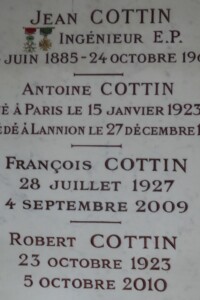 Jean COTTIN
Ingénieur E.P.
Juin 1885-24 octobre 19
Antoine COTTIN
à Paris le 15 janvier 1923
à Lannion le 27 décembre
François COTTIN
28 juillet 1927
4 septembre 2009
Robert COTTIN
23 octobre 1923
5 octobre 2010